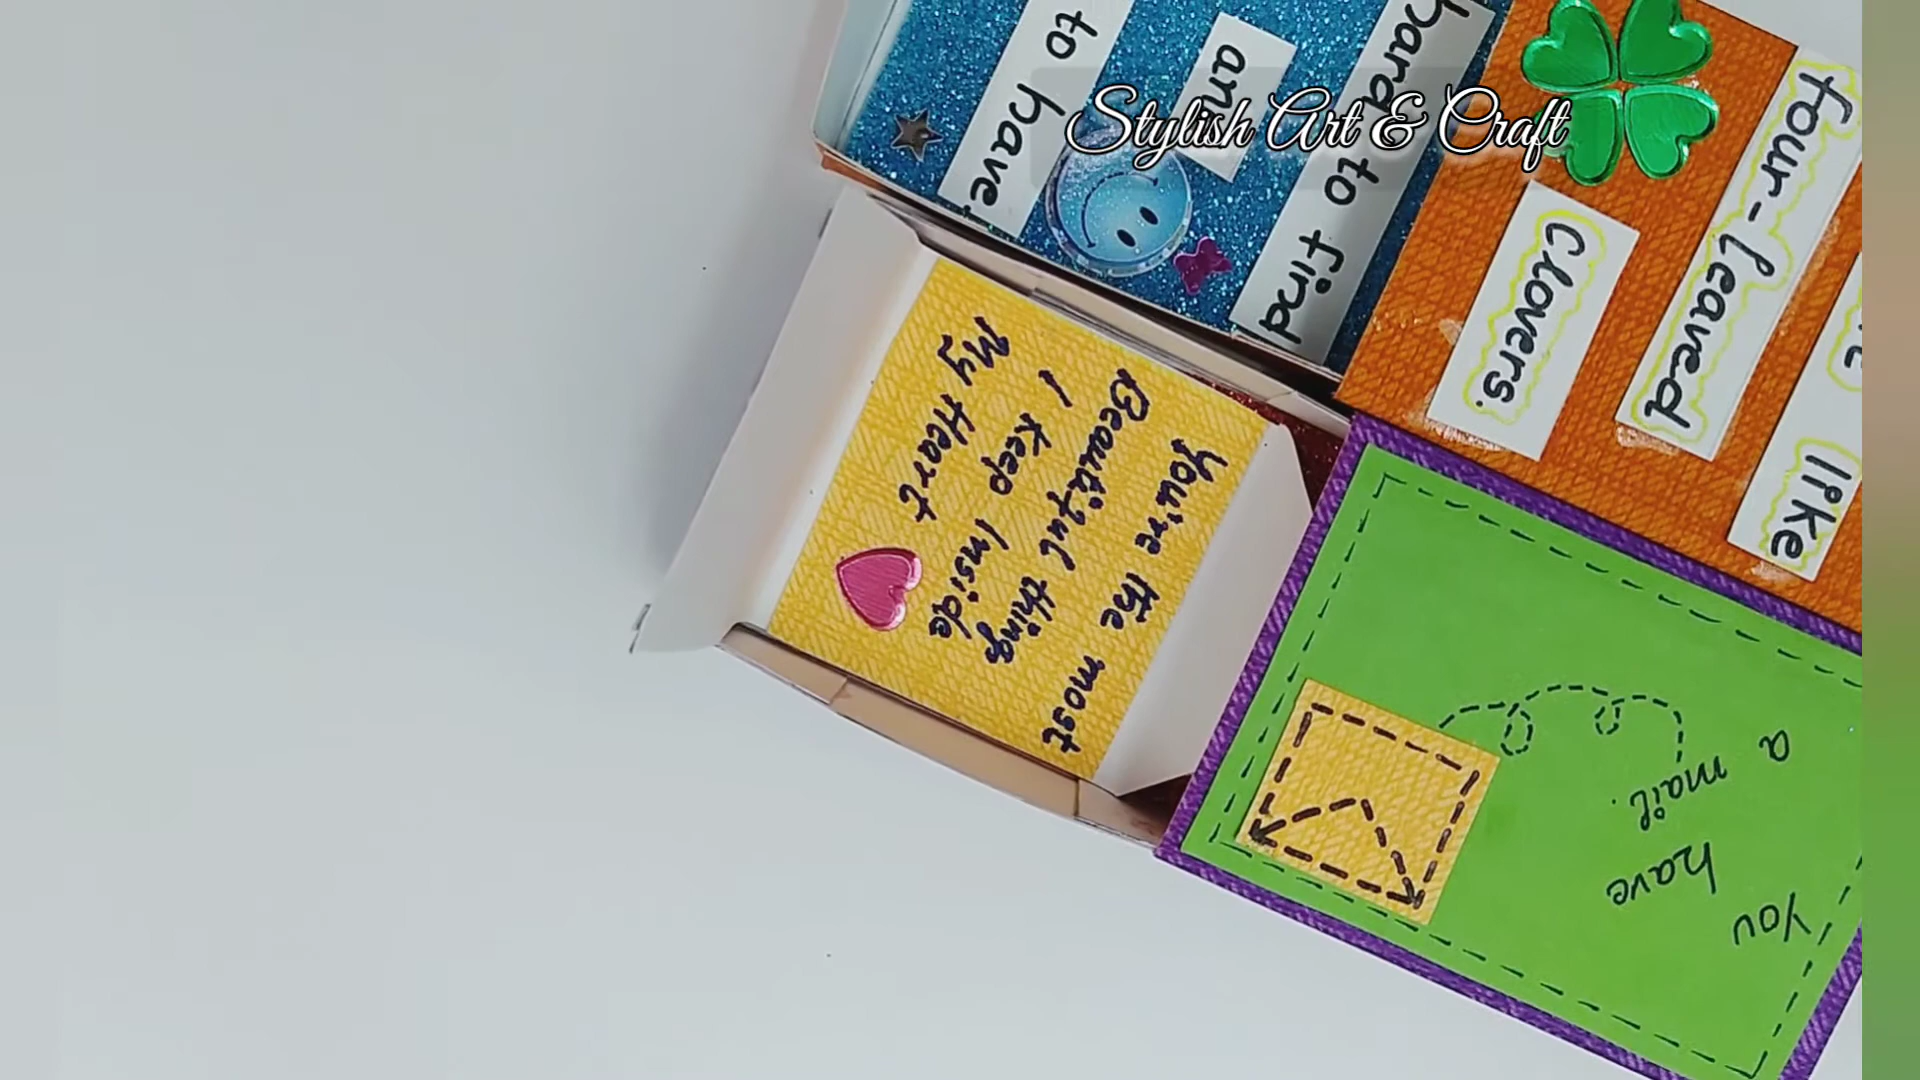 Stylish Art & Craft
like
four-leaved
clovers.
hard to find
and
to have.
You're the most
Beautiful thing
I Keep Inside
My Heart
You have
a mail.